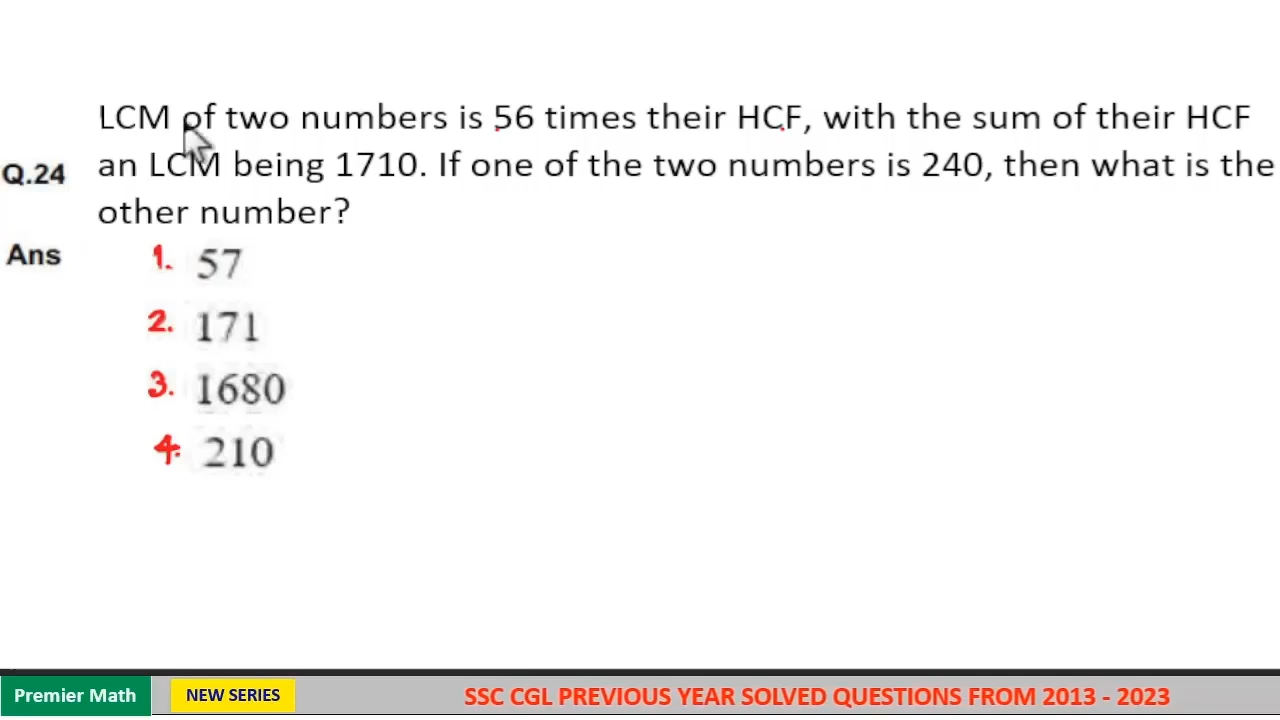 LCM of two numbers is 56 times their HCF, with the sum of their HCF
Q.24 an LCM being 1710. If one of the two numbers is 240, then what is the
other number?
Ans 1. 57
2. 171
3. 1680
4. 210
Premier Math NEW SERIES SSC CGL PREVIOUS YEAR SOLVED QUESTIONS FROM 2013 - 2023